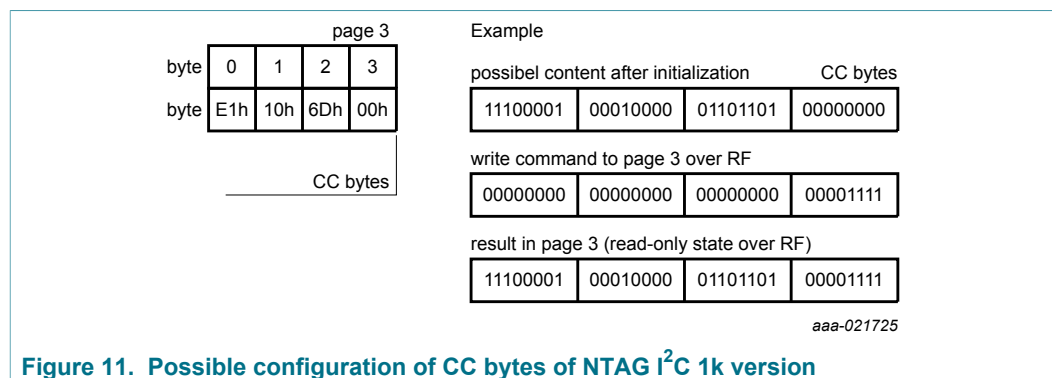 page 3
byte 0 1 2 3
byte E1h 10h 6Dh 00h
CC bytes
Example
possibel content after initialization CC bytes
11100001 00010000 01101101 00000000
write command to page 3 over RF
00000000 00000000 00000000 00001111
result in page 3 (read-only state over RF)
11100001 00010000 01101101 00001111
aaa-021725
Figure 11. Possible configuration of CC bytes of NTAG I²C 1k version